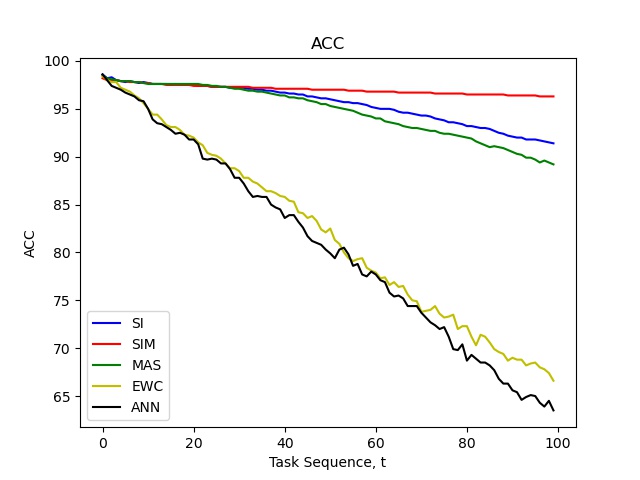 ACC
100
95
90
85
80
75
70
65
ACC
SI
SIM
MAS
EWC
ANN
0 20 40 60 80 100
Task Sequence, t